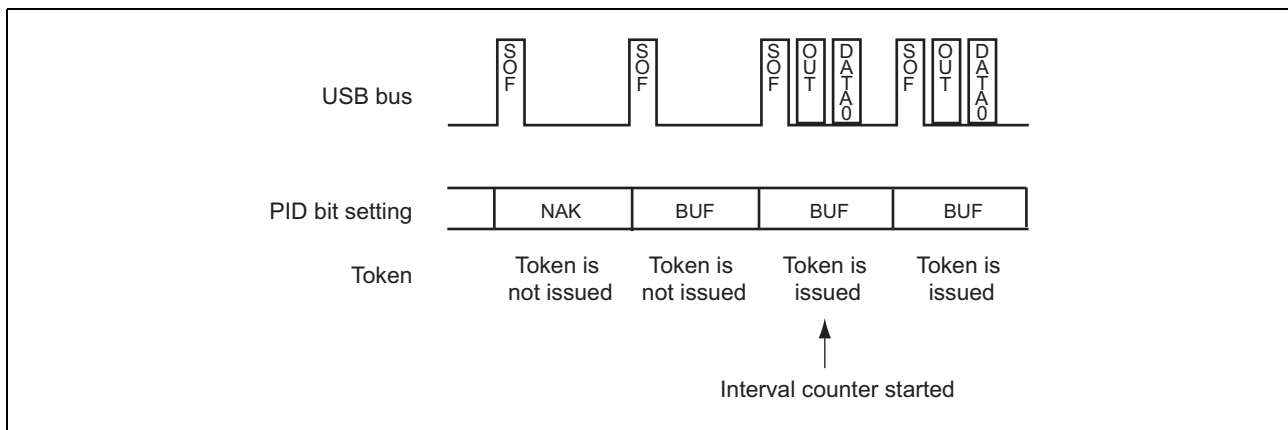 USB bus
SOF
SOF
SOF
OUT
DATA0
SOF
OUT
DATA0
PID bit setting
NAK
BUF
BUF
BUF
Token
Token is
not issued
Token is
not issued
Token is
issued
Token is
issued
Interval counter started